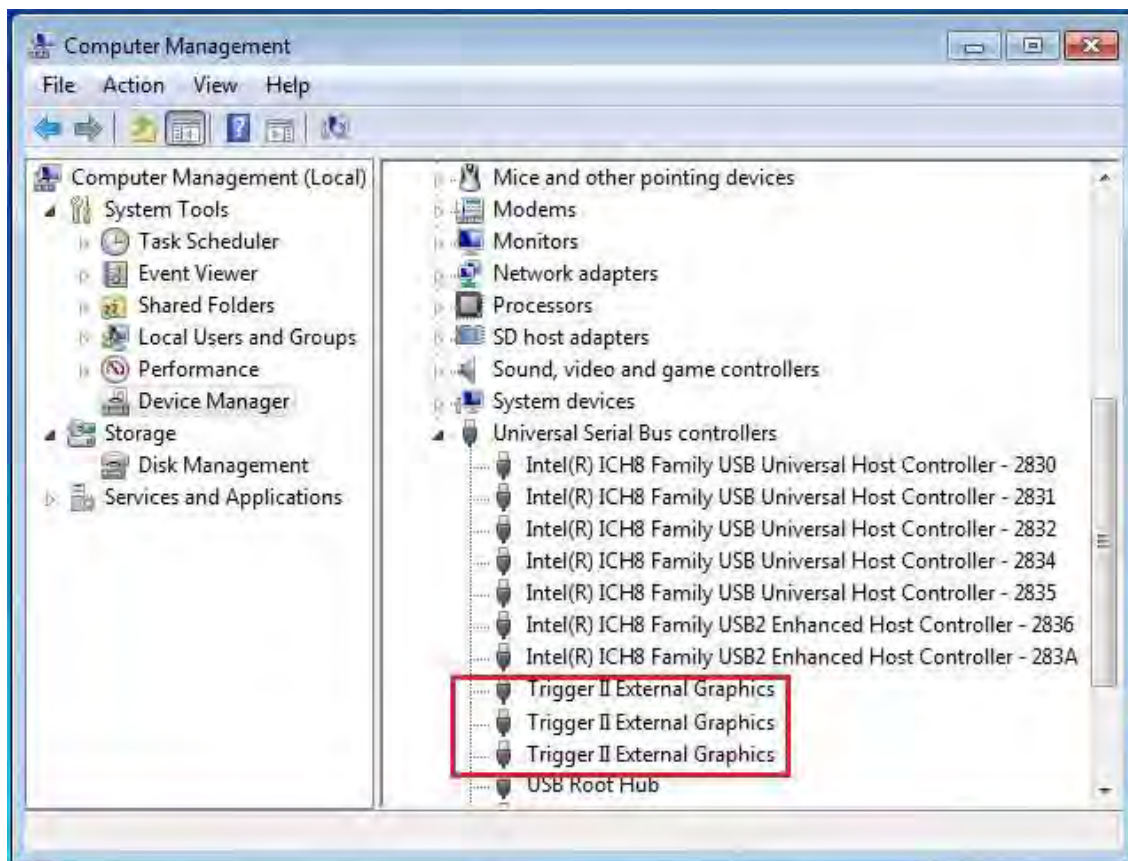 Computer Management
File Action View Help
Computer Management (Local)
System Tools
Task Scheduler
Event Viewer
Shared Folders
Local Users and Groups
Performance
Device Manager
Storage
Disk Management
Services and Applications
Mice and other pointing devices
Modems
Monitors
Network adapters
Processors
SD host adapters
Sound, video and game controllers
System devices
Universal Serial Bus controllers
Intel(R) ICH8 Family USB Universal Host Controller - 2830
Intel(R) ICH8 Family USB Universal Host Controller - 2831
Intel(R) ICH8 Family USB Universal Host Controller - 2832
Intel(R) ICH8 Family USB Universal Host Controller - 2834
Intel(R) ICH8 Family USB Universal Host Controller - 2835
Intel(R) ICH8 Family USB2 Enhanced Host Controller - 2836
Intel(R) ICH8 Family USB2 Enhanced Host Controller - 283A
Trigger II External Graphics
Trigger II External Graphics
Trigger II External Graphics
USB Root Hub